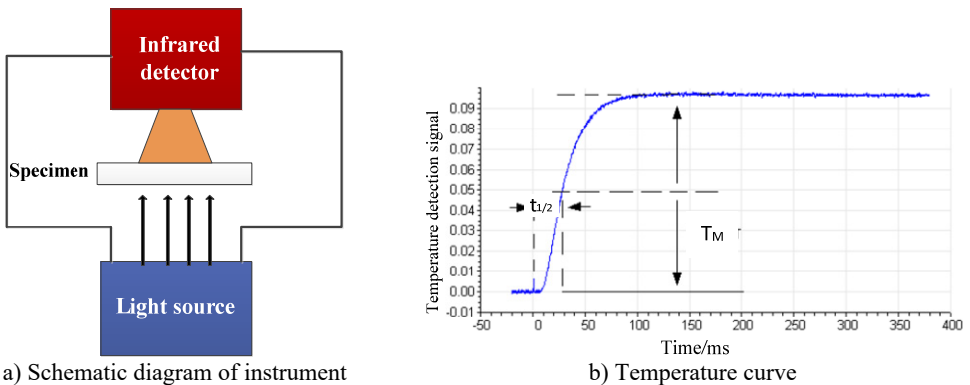 Infrared
detector
Specimen
Light source
a) Schematic diagram of instrument
Temperature detection signal
0.09
0.08
0.07
0.06
0.05
0.04
0.03
0.02
0.01
0.00
-0.01
t1/2
TM
-50
0
50
100
150
200
250
300
350
400
Time/ms
b) Temperature curve